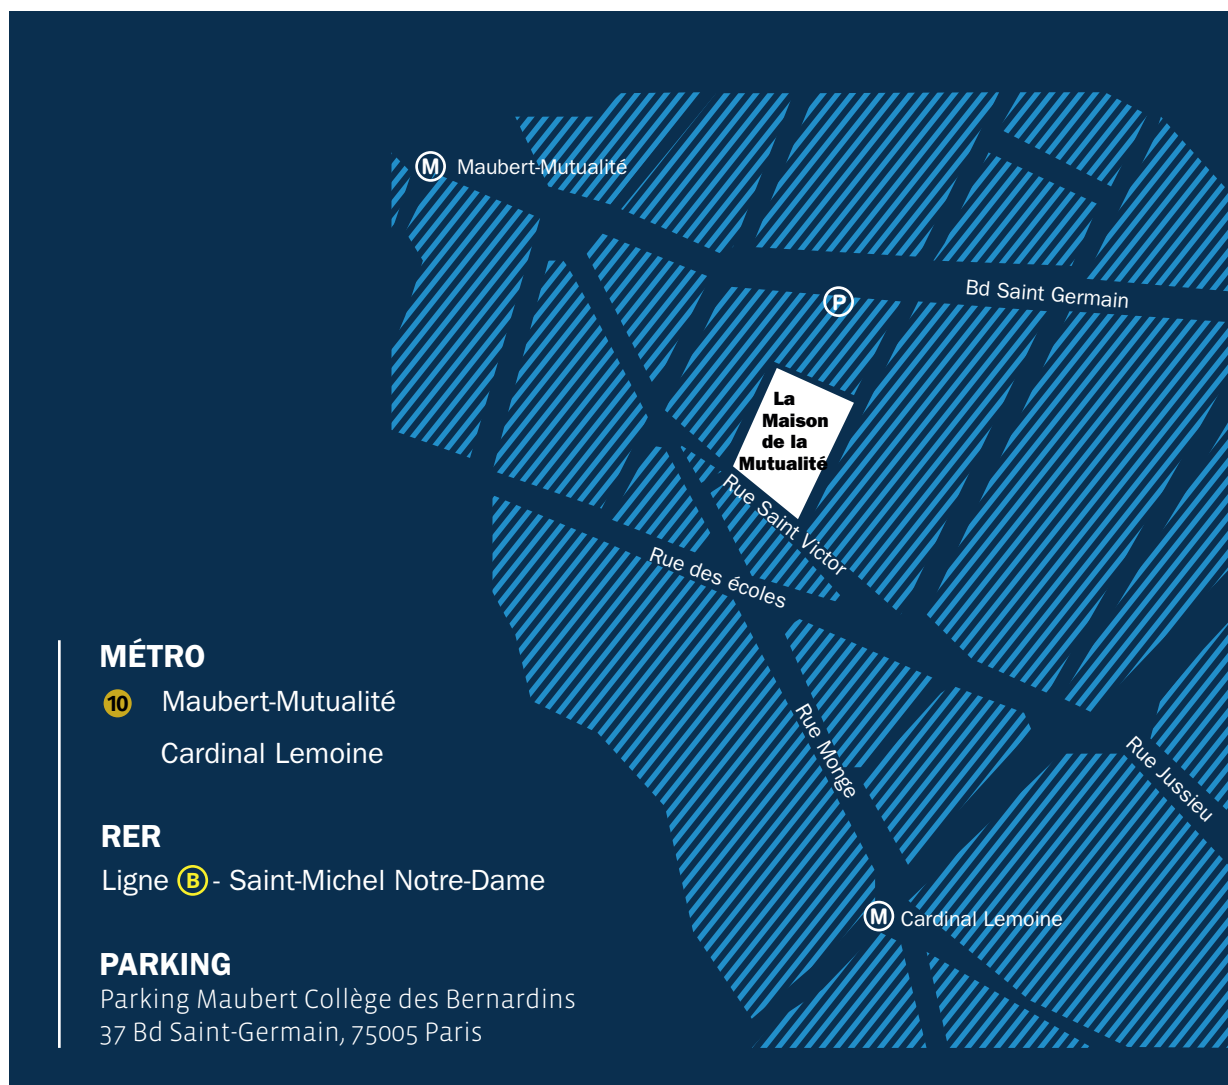 M Maubert-Mutualité
Bd Saint Germain
P
La
Maison
de la
Mutualité
Rue Saint Victor
Rue des écoles
MÉTRO
10 Maubert-Mutualité
Cardinal Lemoine
Rue Monge
Rue Jussieu
RER
Ligne B - Saint-Michel Notre-Dame
M Cardinal Lemoine
PARKING
Parking Maubert Collège des Bernardins
37 Bd Saint-Germain, 75005 Paris